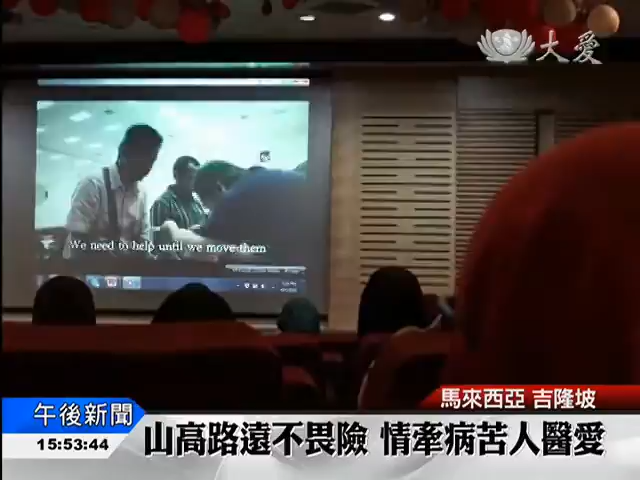 大愛
We need to help until we move them
馬來西亞 吉隆坡
午後新聞
15:53:44
山高路遠不畏險 情牽病苦人醫愛